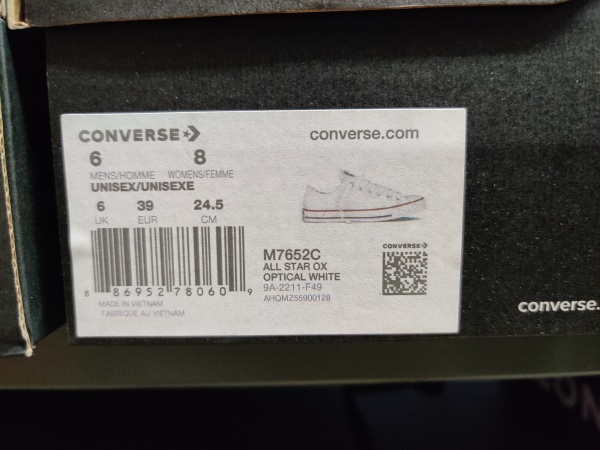 CONVERSE
converse.com
6 8
MENS/HOMME WOMENS/FEMME
UNISEX/UNISEXE
6 39 24.5
UK EUR CM
M7652C
ALL STAR OX
OPTICAL WHITE
9A-2211-F49
AHQMZ55900128
CONVERSE
8 86952 78060 9
MADE IN VIETNAM
FABRIQUE AU VIETNAM
converse.